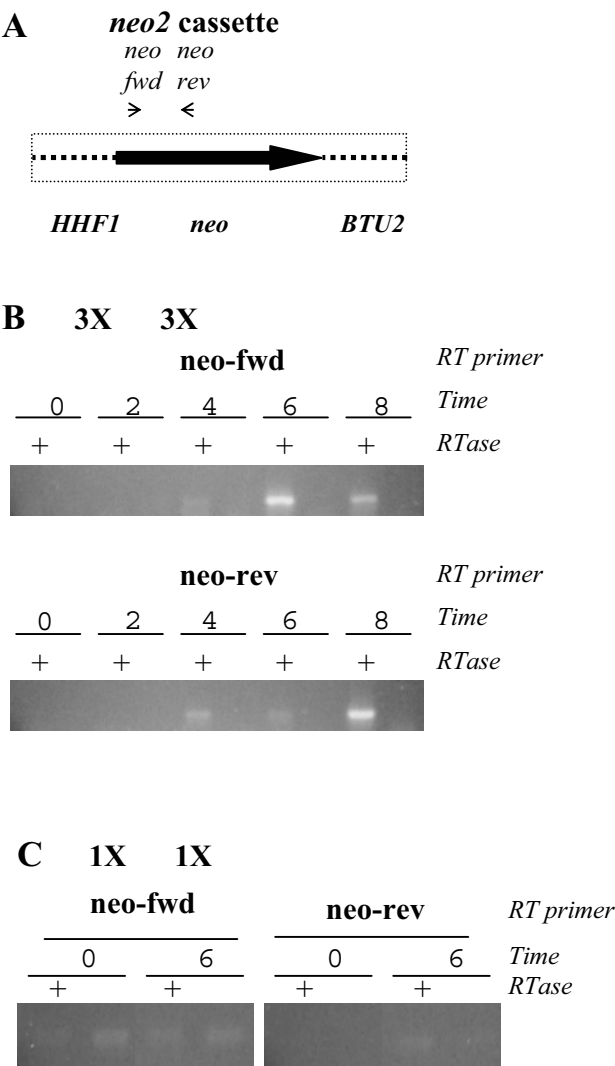 A neo2 cassette
neo neo
fwd rev
HHF1 neo BTU2
B 3X 3X
neo-fwd RT primer
0 2 4 6 8 Time
+ + + + + RTase
neo-rev RT primer
0 2 4 6 8 Time
+ + + + + RTase
C 1X 1X
neo-fwd neo-rev RT primer
0 6 0 6 Time
+ + + + RTase